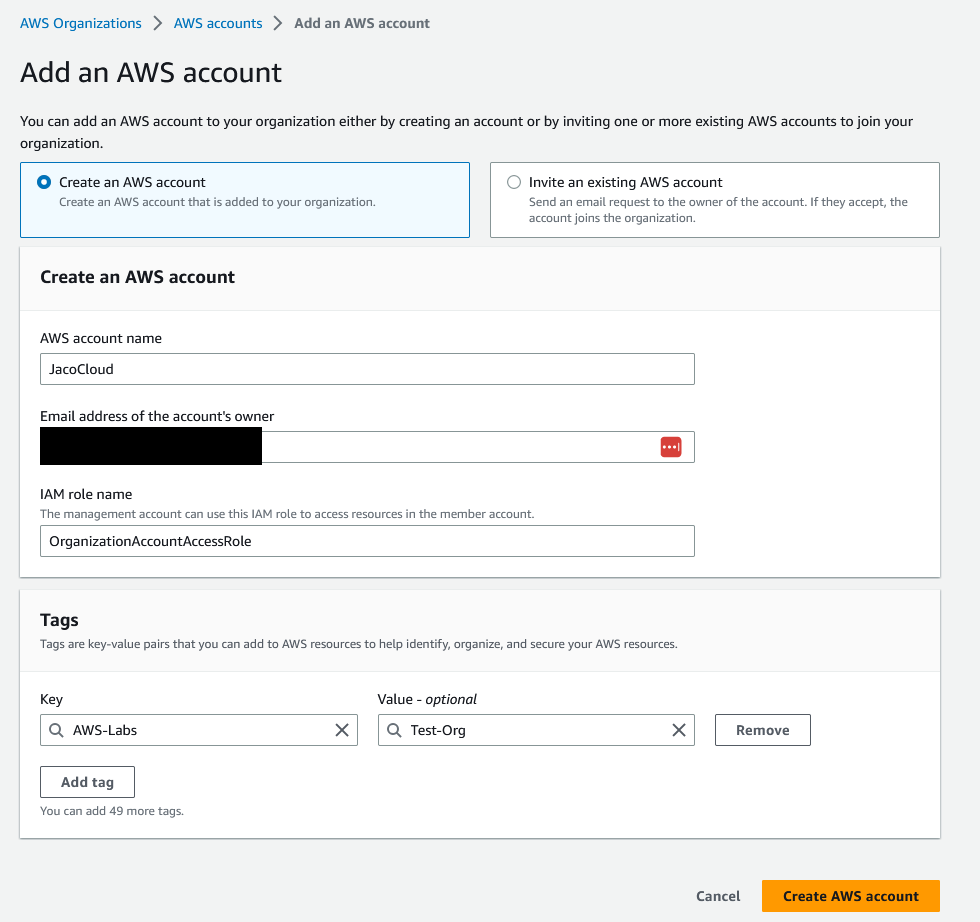 AWS Organizations > AWS accounts > Add an AWS account
Add an AWS account
You can add an AWS account to your organization either by creating an account or by inviting one or more existing AWS accounts to join your
organization.
Create an AWS account
Create an AWS account that is added to your organization.
Invite an existing AWS account
Send an email request to the owner of the account. If they accept, the
account joins the organization.
Create an AWS account
AWS account name
JacoCloud
Email address of the account's owner
IAM role name
The management account can use this IAM role to access resources in the member account.
OrganizationAccountAccessRole
Tags
Tags are key-value pairs that you can add to AWS resources to help identify, organize, and secure your AWS resources.
Key
Value - optional
AWS-Labs
Test-Org
Remove
Add tag
You can add 49 more tags.
Cancel
Create AWS account